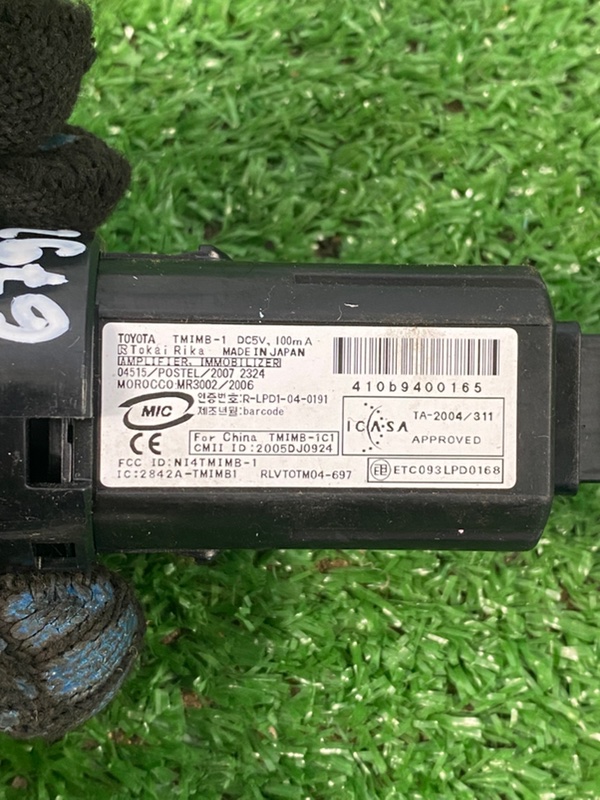 TOYOTA TMIMB-1 DC5V, 100mA
Tokai Rika MADE IN JAPAN
AMPLIFIER, IMMOBILIZER
04515/POSTEL/2007 2324
MOROCCO:MR3002/2006
MIC
인증번호:R-LPD1-04-0191
제조년월:barcode
CE
For China TMIMB-1C1
CMII ID:2005DJ0924
FCC ID:NI4TMIMB-1
IC:2842A-TMIMB1 RLVTOTM04-697
410b9400165
ICASA
TA-2004/311
APPROVED
ETC093LPD0168